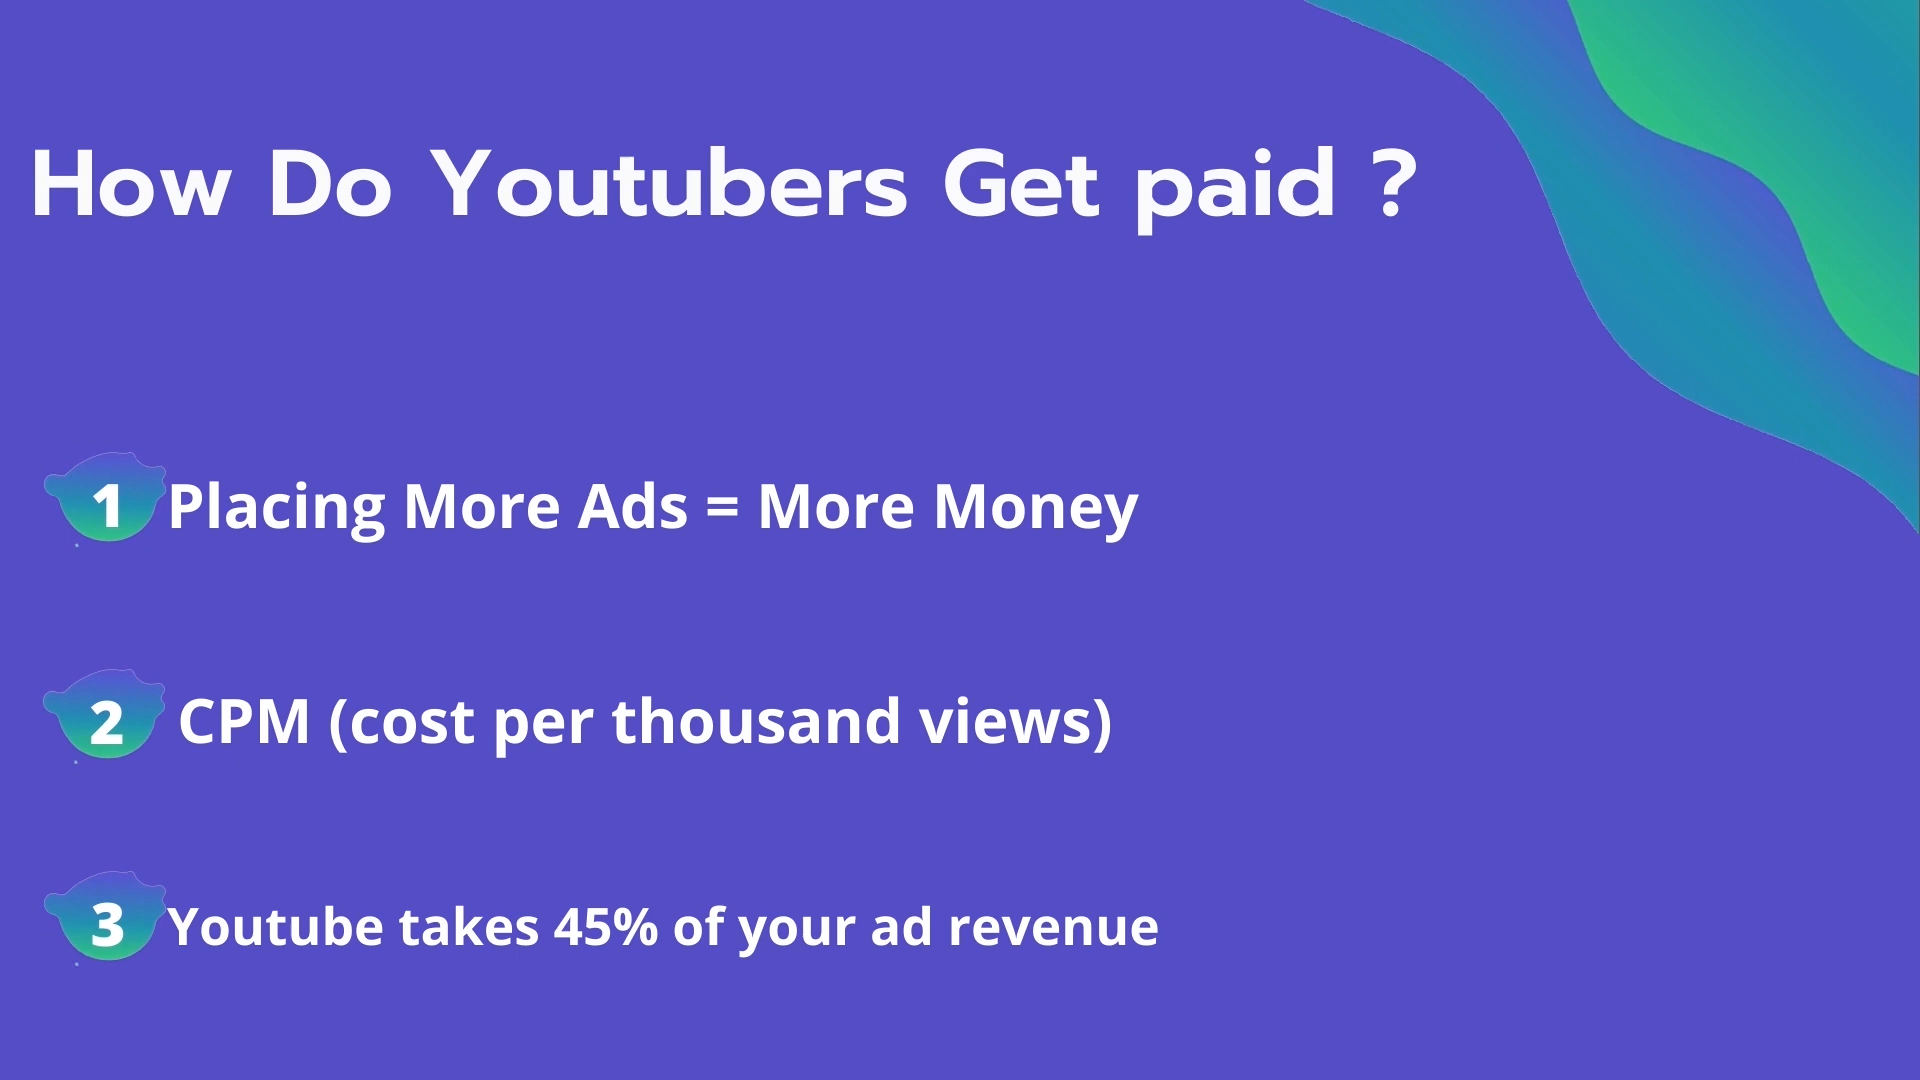 How Do Youtubers Get paid ?
1 Placing More Ads = More Money
2 CPM (cost per thousand views)
3 Youtube takes 45% of your ad revenue